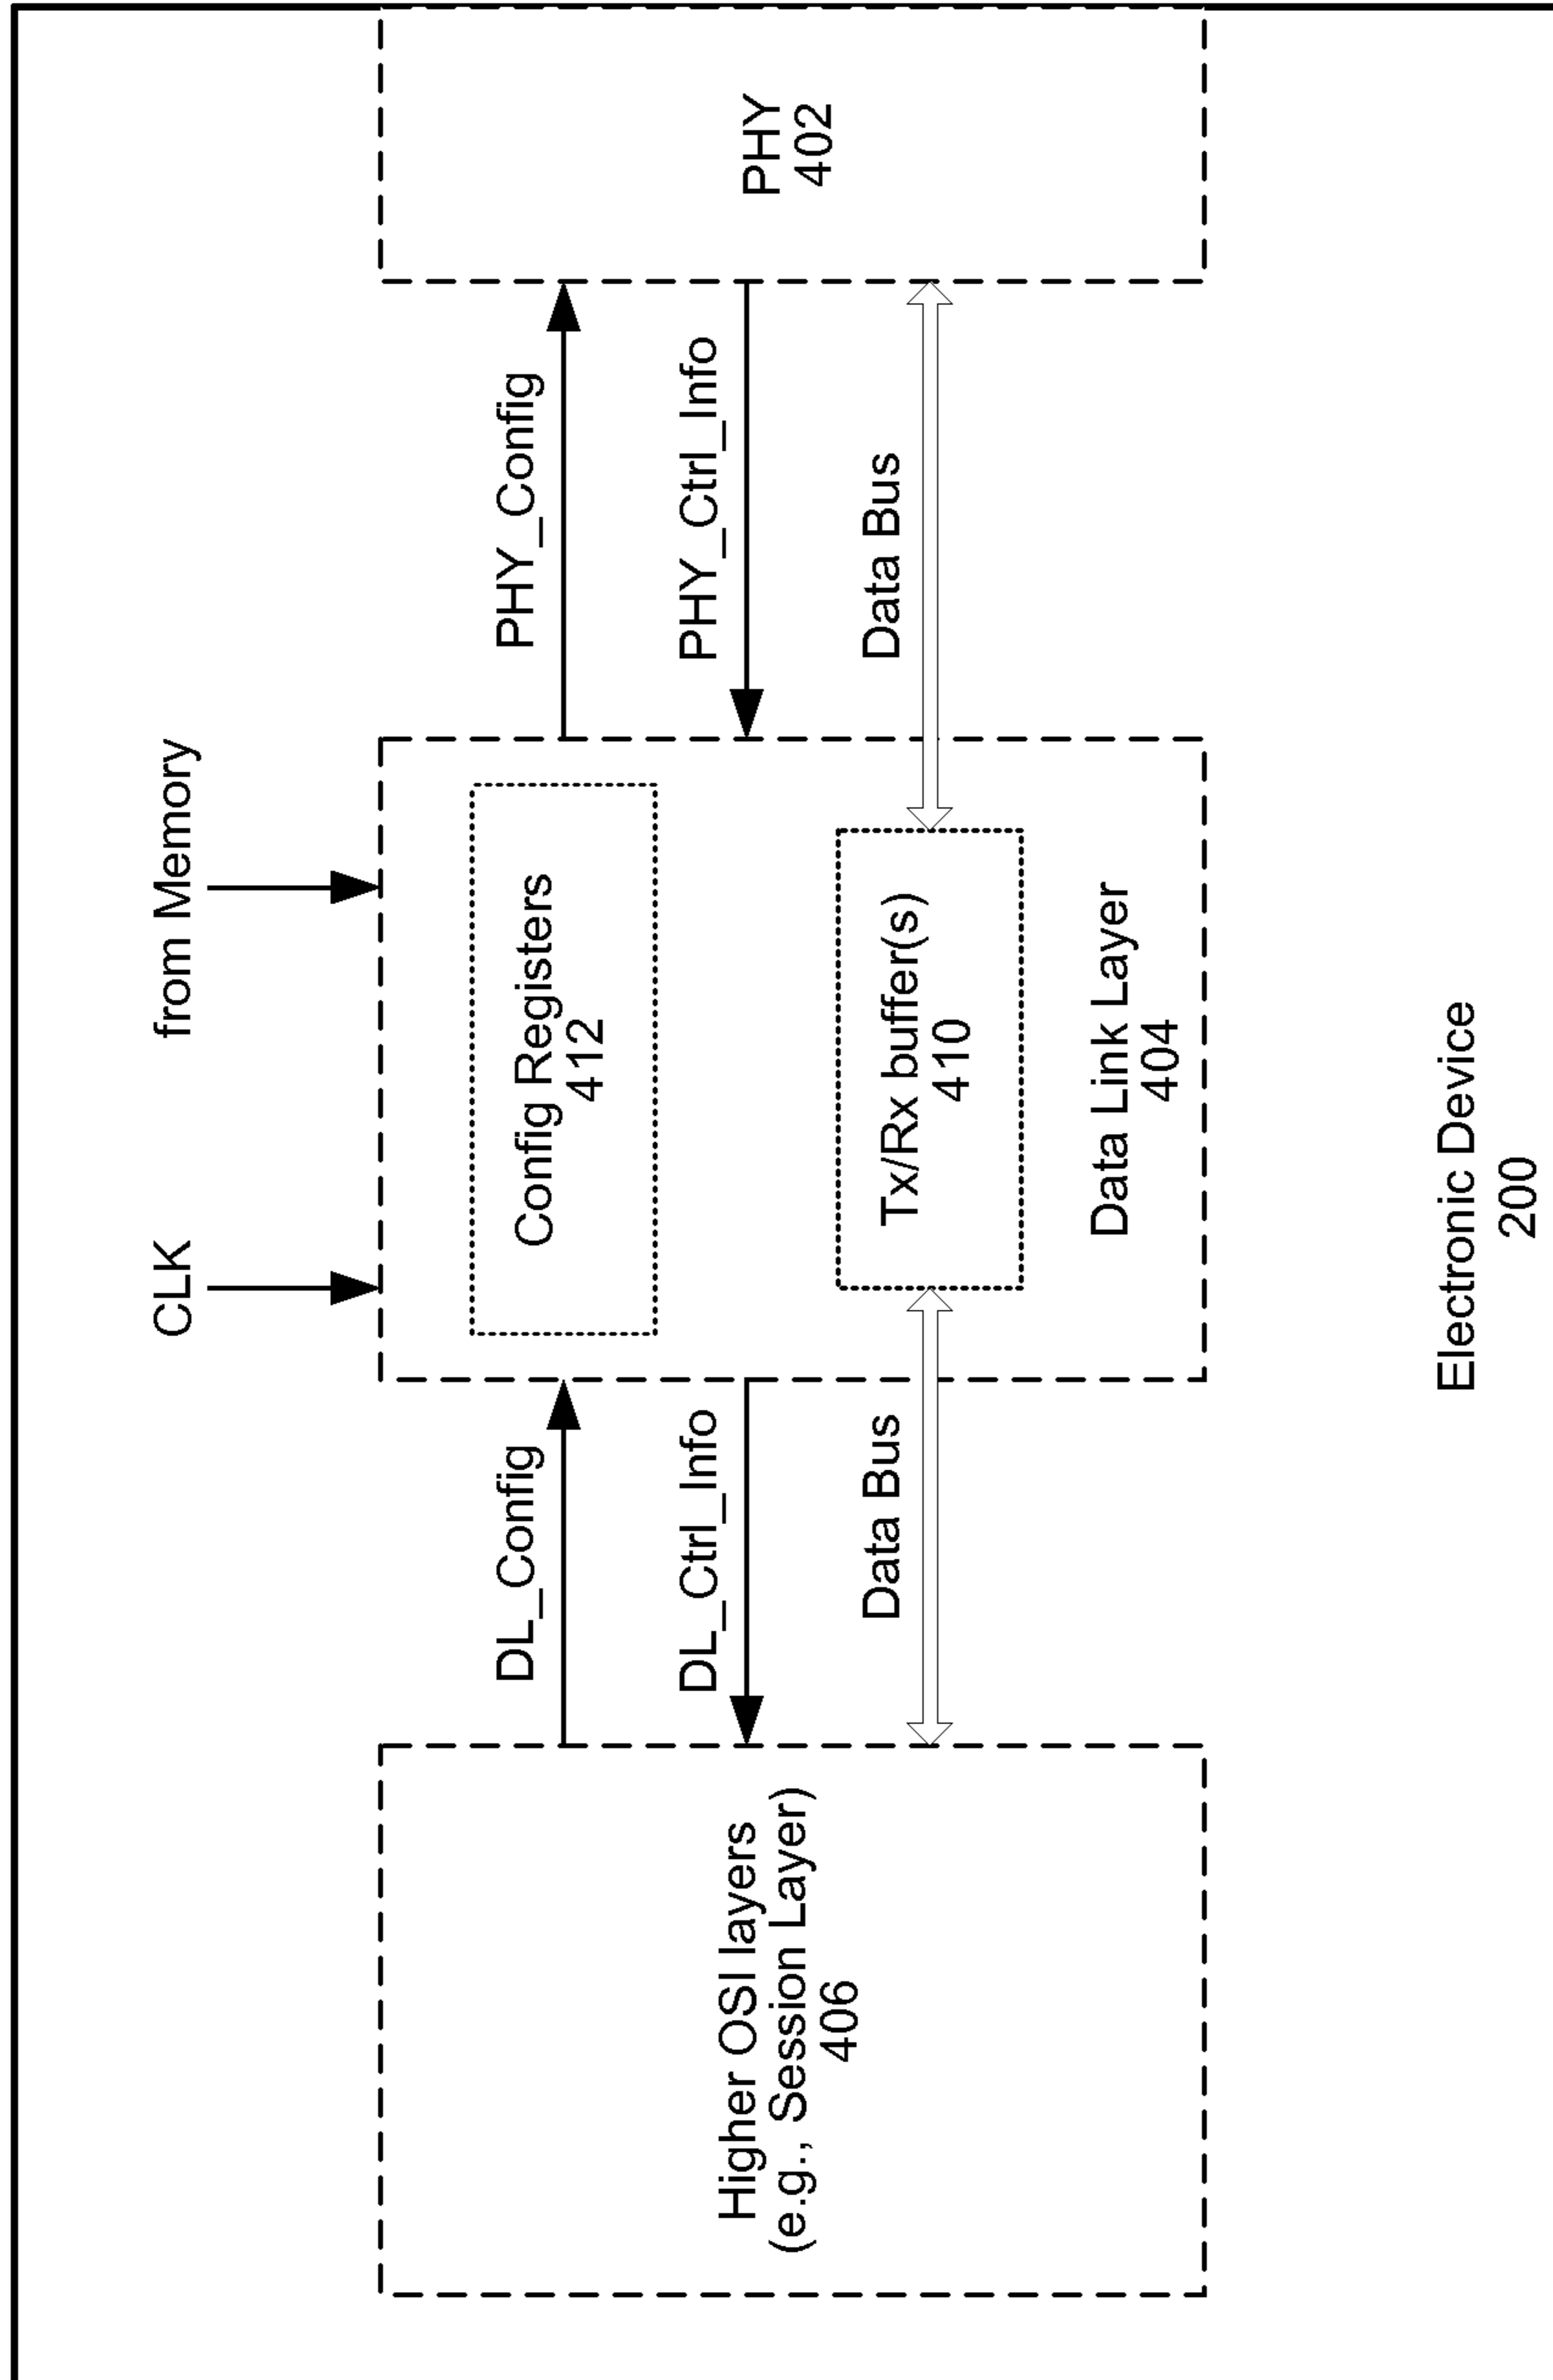 CLK
from Memory
DL_Config
PHY_Config
Config Registers
412
DL_Ctrl_Info
PHY_Ctrl_Info
Higher OSI layers
(e.g., Session Layer)
406
PHY
402
Data Bus
Data Bus
Tx/Rx buffer(s)
410
Data Link Layer
404
Electronic Device
200